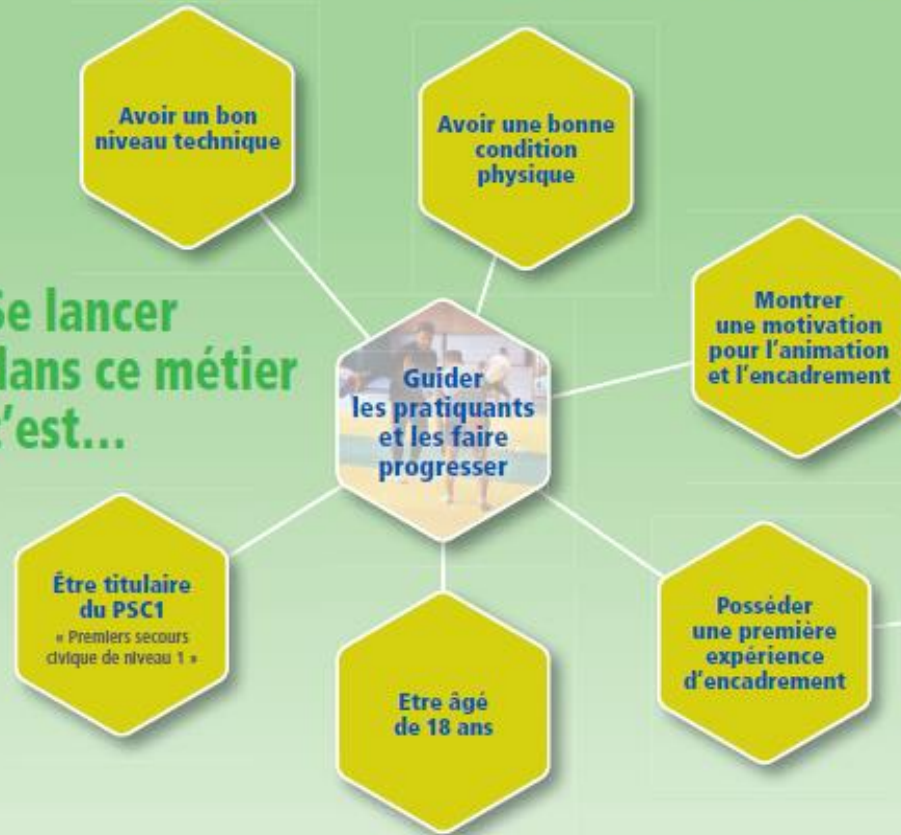 Avoir un bon
niveau technique
Avoir une bonne
condition
physique
Se lancer
dans ce métier
c'est...
Montrer
une motivation
pour l'animation
et l'encadrement
Guider
les pratiquants
et les faire
progresser
Être titulaire
du PSC1
« Premiers secours
civique de niveau 1 »
Etre âgé
de 18 ans
Posséder
une première
expérience
d'encadrement